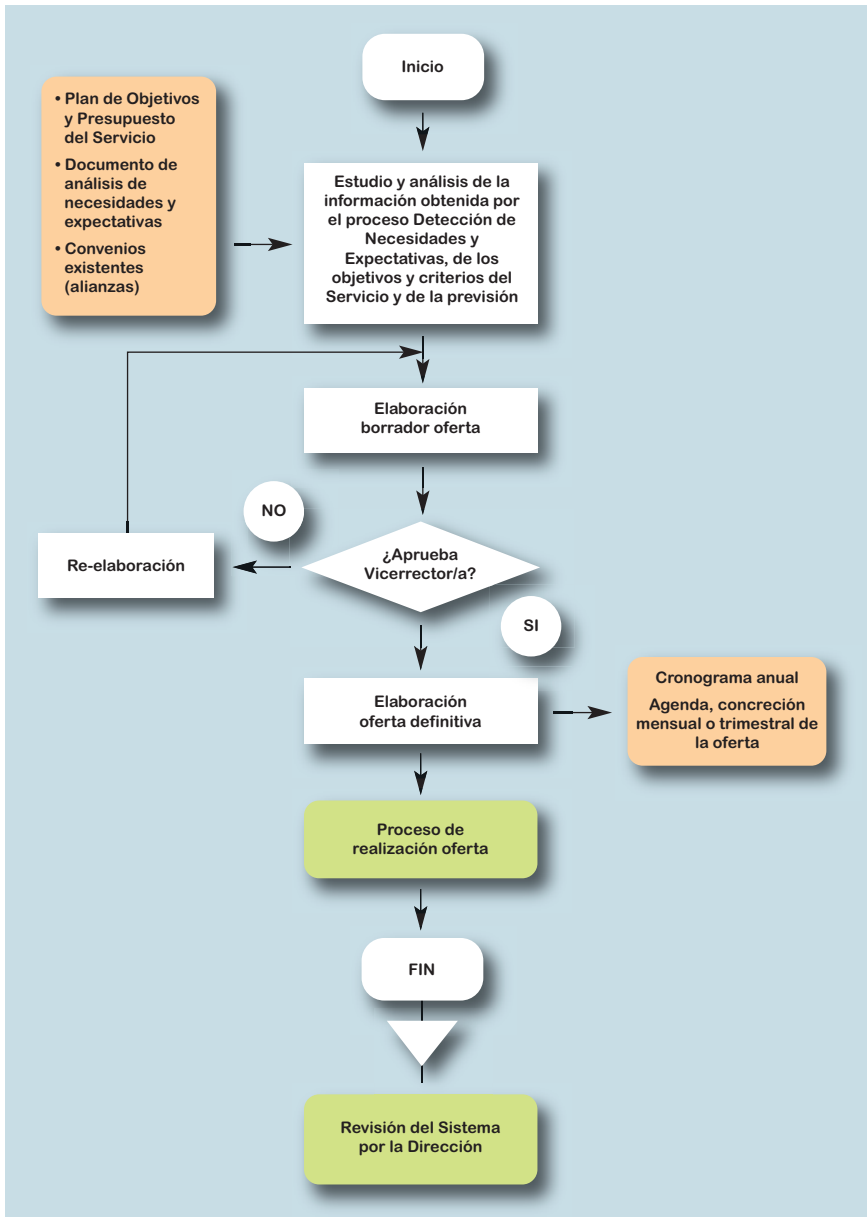 Inicio
• Plan de Objetivos
y Presupuesto
del Servicio
• Documento de
análisis de
necesidades y
expectativas
• Convenios
existentes
(alianzas)
Estudio y análisis de la
información obtenida por
el proceso Detección de
Necesidades y
Expectativas, de los
objetivos y criterios del
Servicio y de la previsión
Elaboración
borrador oferta
NO
¿Aprueba
Vicerrector/a?
Re-elaboración
SI
Elaboración
oferta definitiva
Cronograma anual
Agenda, concreción
mensual o trimestral de
la oferta
Proceso de
realización oferta
FIN
Revisión del Sistema
por la Dirección